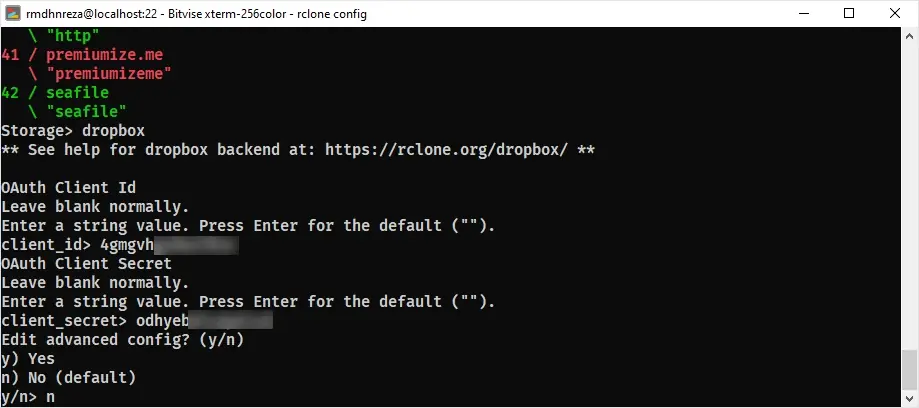 rmdhnreza@localhost:22 - Bitvise xterm-256color - rclone config
\ "http"
41 / premiumize.me
\ "premiumizeme"
42 / seafile
\ "seafile"
Storage> dropbox
** See help for dropbox backend at: https://rclone.org/dropbox/ **
OAuth Client Id
Leave blank normally.
Enter a string value. Press Enter for the default ("").
client_id> 4gmgvh
OAuth Client Secret
Leave blank normally.
Enter a string value. Press Enter for the default ("").
client_secret> odhyeb
Edit advanced config? (y/n)
y) Yes
n) No (default)
y/n> n